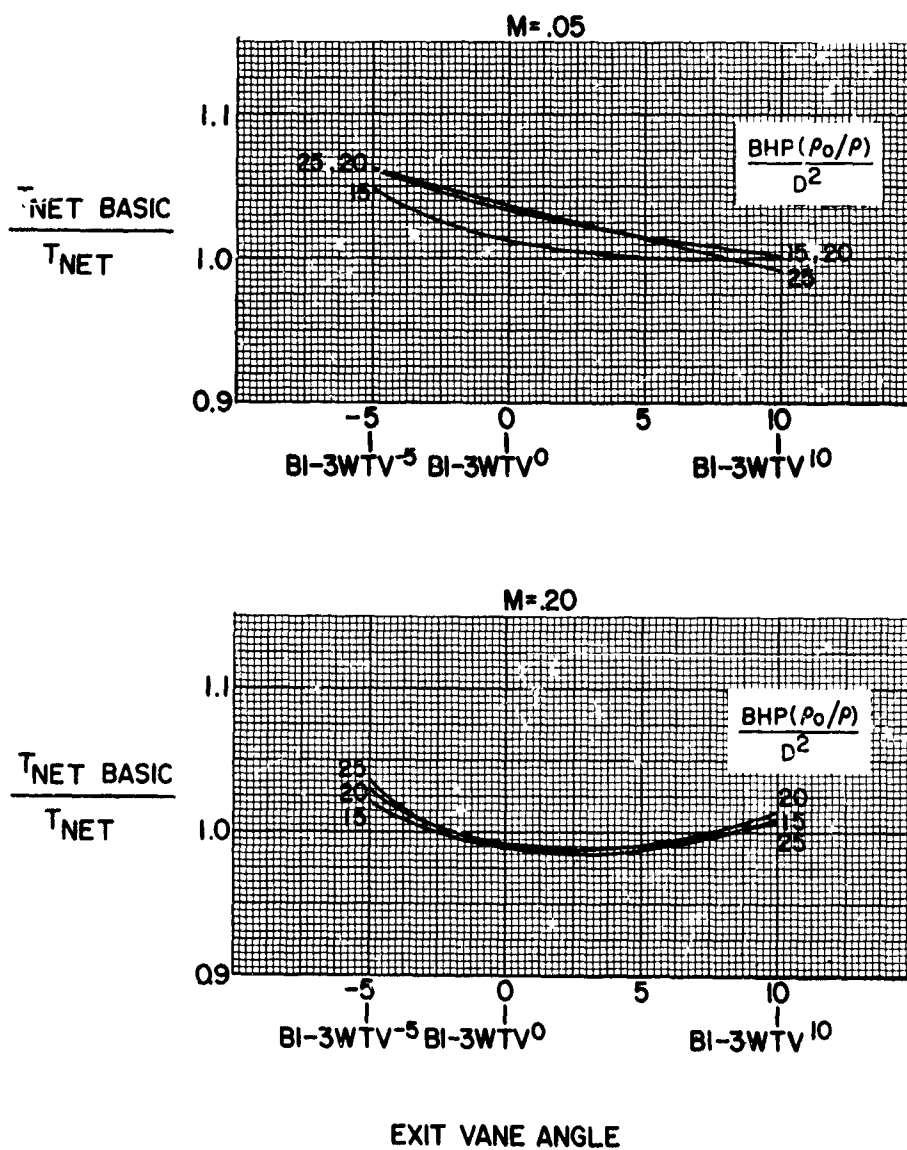 M=.05
1.1
BHP(ρ₀/ρ)
D²
25,20
15
T NET BASIC
T NET
1.0
15,20
25
0.9
-5 0 5 10
BI-3WTV⁻⁵ BI-3WTV⁰ BI-3WTV¹⁰
M=.20
1.1
BHP(ρ₀/ρ)
D²
T NET BASIC
T NET
25
20
15
1.0
20
15
25
0.9
-5 0 5 10
BI-3WTV⁻⁵ BI-3WTV⁰ BI-3WTV¹⁰
EXIT VANE ANGLE